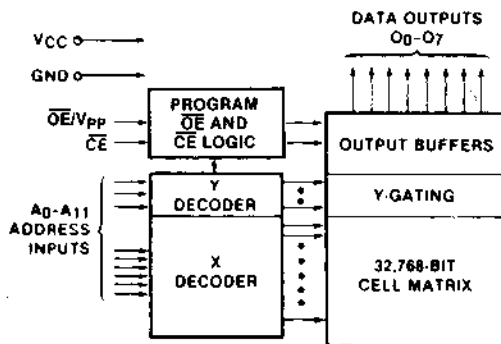 DATA OUTPUTS
O0-O7
VCC
GND
OE/VPP
CE
PROGRAM
OE AND
CE LOGIC
OUTPUT BUFFERS
Y
DECODER
Y-GATING
A0-A11
ADDRESS
INPUTS
X
DECODER
32,768-BIT
CELL MATRIX